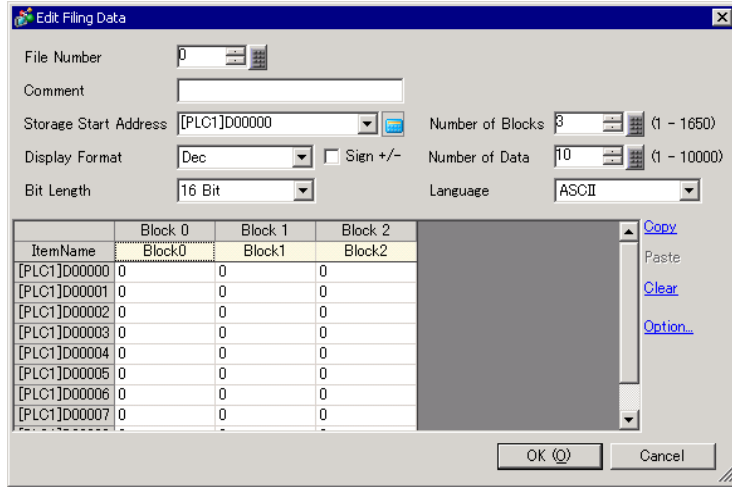 Edit Filing Data
File Number 0
Comment
Storage Start Address [PLC1]D00000 Number of Blocks 3 (1 - 1650)
Display Format Dec Sign +/- Number of Data 10 (1 - 10000)
Bit Length 16 Bit Language ASCII
Block 0 Block 1 Block 2 Copy
ItemName Block0 Block1 Block2 Paste
[PLC1]D00000 0 0 0
[PLC1]D00001 0 0 0 Clear
[PLC1]D00002 0 0 0
[PLC1]D00003 0 0 0 Option...
[PLC1]D00004 0 0 0
[PLC1]D00005 0 0 0
[PLC1]D00006 0 0 0
[PLC1]D00007 0 0 0
OK (O) Cancel